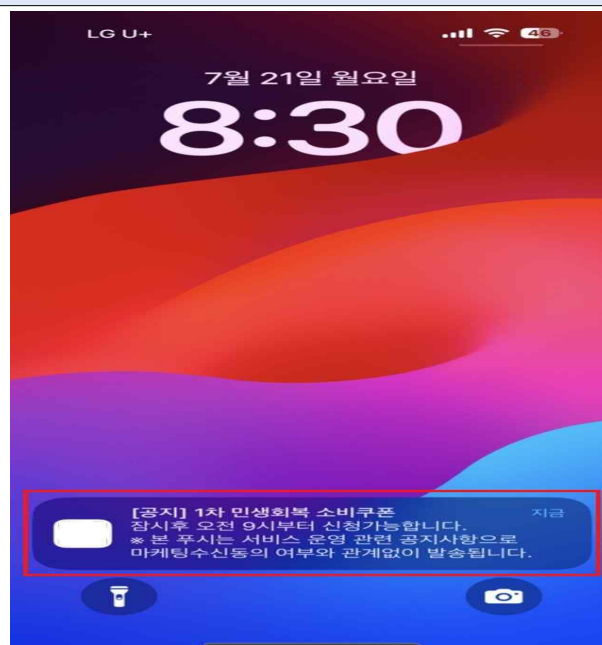 LG U+ 46
7월 21일 월요일
8:30
[공지] 1차 민생회복 소비쿠폰 지금
잠시후 오전 9시부터 신청가능합니다.
※ 본 푸시는 서비스 운영 관련 공지사항으로
마케팅수신동의 여부와 관계없이 발송됩니다.